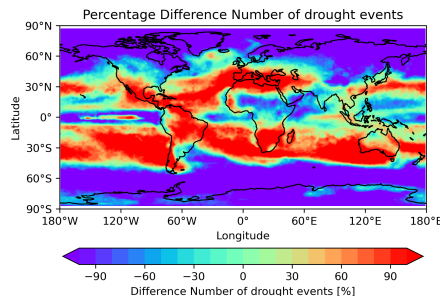 Percentage Difference Number of drought events
90°N
60°N
30°N
0°
30°S
60°S
90°S
Latitude
180°W 120°W 60°W 0° 60°E 120°E 180°E
Longitude
−90 −60 −30 0 30 60 90
Difference Number of drought events [%]